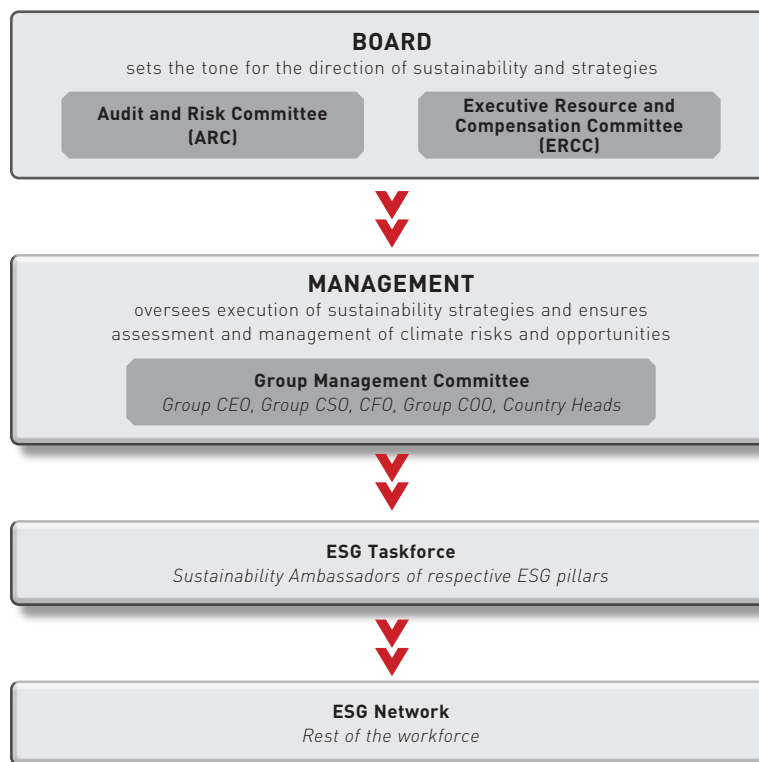 BOARD
sets the tone for the direction of sustainability and strategies
Audit and Risk Committee
(ARC)
Executive Resource and
Compensation Committee
(ERCC)
MANAGEMENT
oversees execution of sustainability strategies and ensures
assessment and management of climate risks and opportunities
Group Management Committee
Group CEO, Group CSO, CFO, Group COO, Country Heads
ESG Taskforce
Sustainability Ambassadors of respective ESG pillars
ESG Network
Rest of the workforce